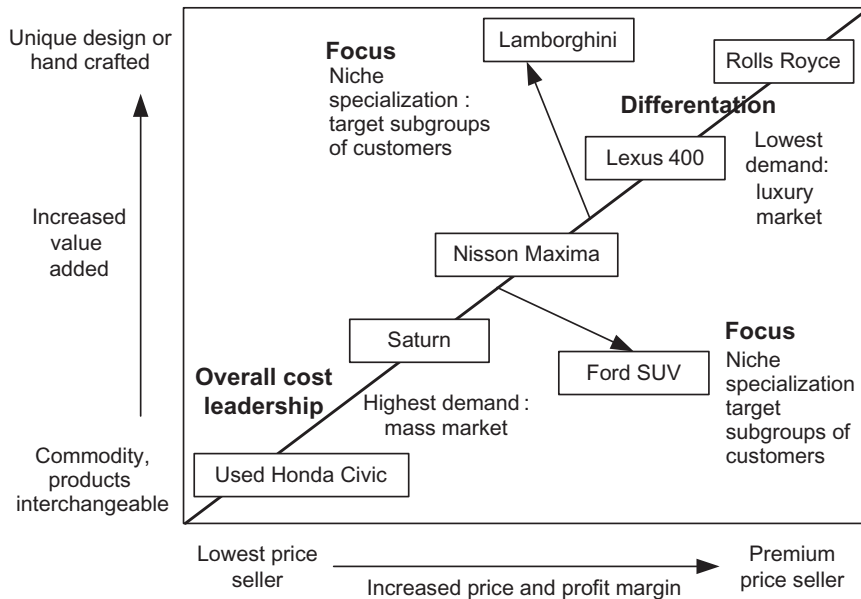 Unique design or
hand crafted
Increased
value
added
Commodity,
products
interchangeable
Focus
Niche
specialization :
target subgroups
of customers
Lamborghini
Rolls Royce
Differentation
Lexus 400
Lowest
demand:
luxury
market
Nisson Maxima
Saturn
Focus
Niche
specialization
target
subgroups of
customers
Ford SUV
Overall cost
leadership
Highest demand :
mass market
Used Honda Civic
Lowest price
seller
Increased price and profit margin
Premium
price seller